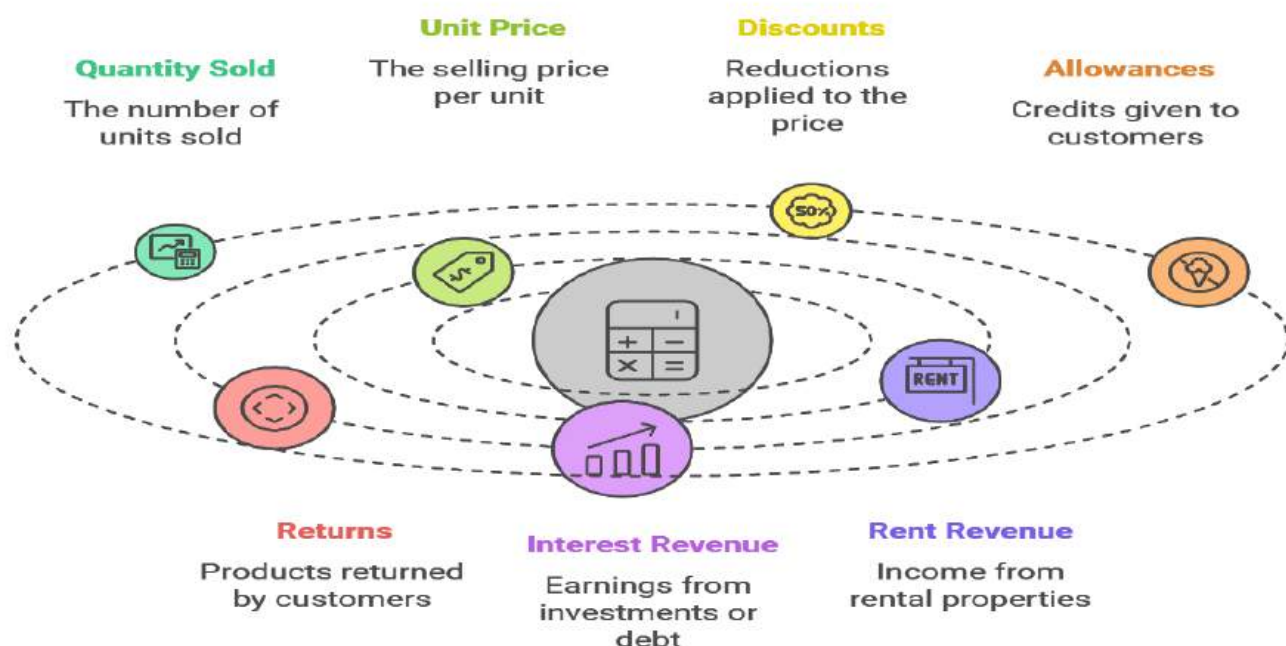 Unit Price
The selling price
per unit
Discounts
Reductions
applied to the
price
Quantity Sold
The number of
units sold
Allowances
Credits given to
customers
50%
$
+ −
× =
RENT
Returns
Products returned
by customers
Interest Revenue
Earnings from
investments or
debt
Rent Revenue
Income from
rental properties